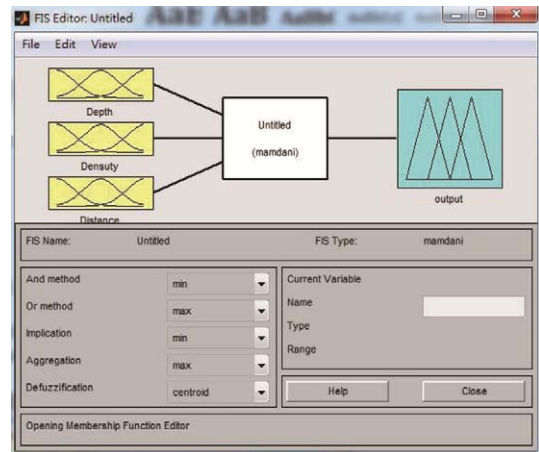 FIS Editor: Untitled
File Edit View
Depth
Densuty
Distance
Untitled
(mamdani)
output
FIS Name: Untitled FIS Type: mamdani
And method min
Or method max
Implication min
Aggregation max
Defuzzification centroid
Current Variable
Name
Type
Range
Help Close
Opening Membership Function Editor